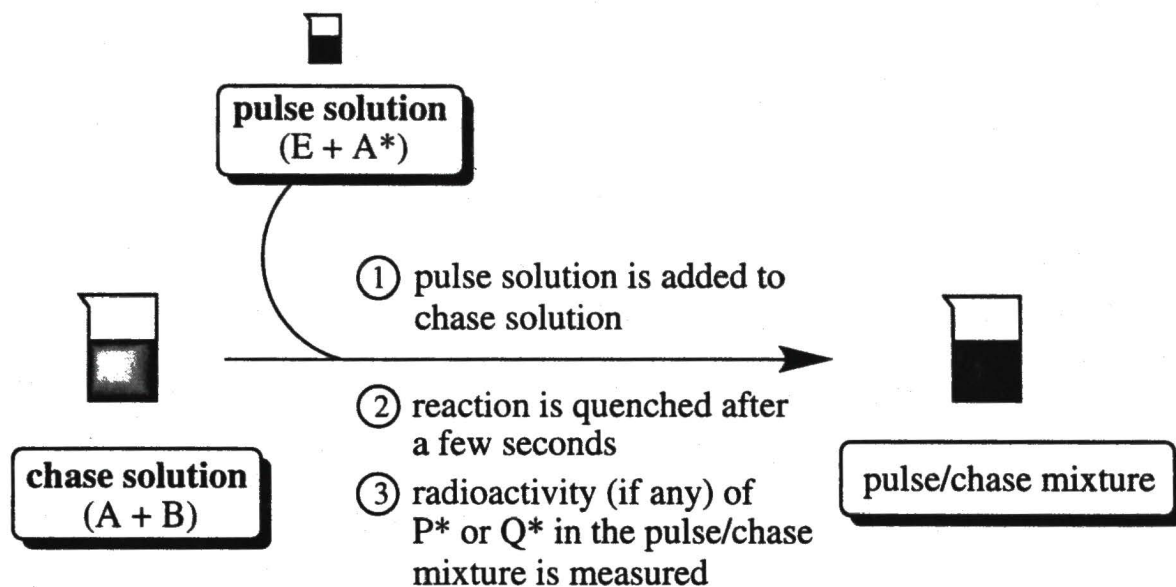 pulse solution
(E + A*)
① pulse solution is added to
chase solution
② reaction is quenched after
a few seconds
③ radioactivity (if any) of
P* or Q* in the pulse/chase
mixture is measured
chase solution
(A + B)
pulse/chase mixture